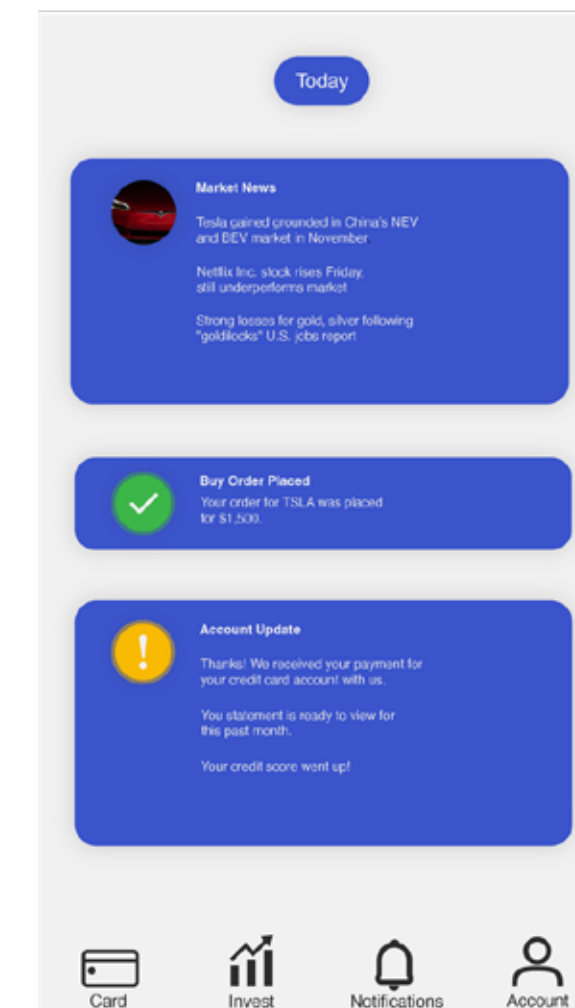 Today
Market News
Tesla gained grounded in China's NEV
and BEV market in November.
Netflix Inc. stock rises Friday,
still underperforms market
Strong losses for gold, silver following
"goldilocks" U.S. jobs report
Buy Order Placed
Your order for TSLA was placed
for $1,500.
Account Update
Thanks! We received your payment for
your credit card account with us.
You statement is ready to view for
this past month.
Your credit score went up!
Card
Invest
Notifications
Account